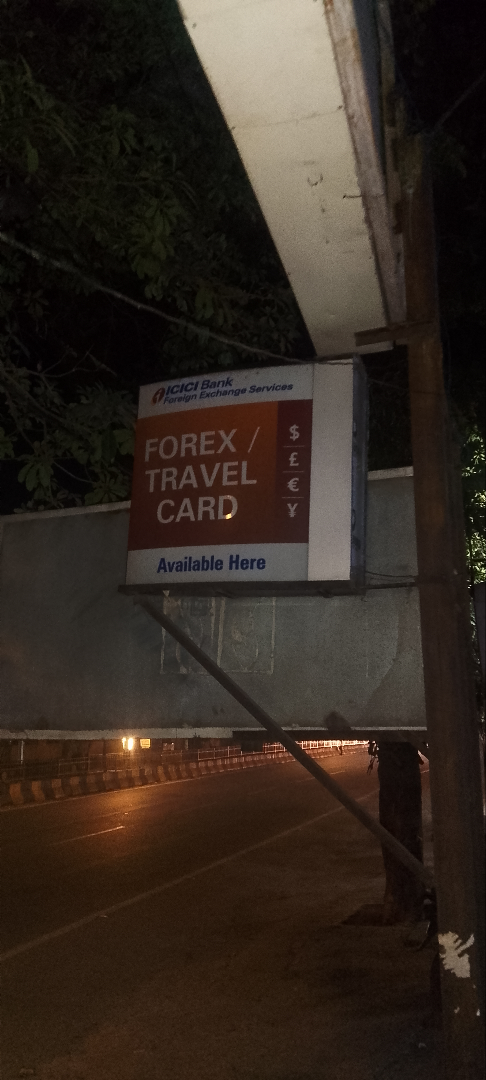 ICICI Bank
Foreign Exchange Services
FOREX /
TRAVEL
CARD
$
£
€
¥
Available Here